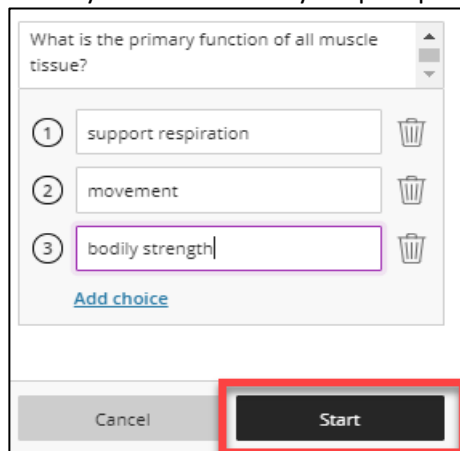 What is the primary function of all muscle
tissue?
1 support respiration
2 movement
3 bodily strength
Add choice
Cancel Start